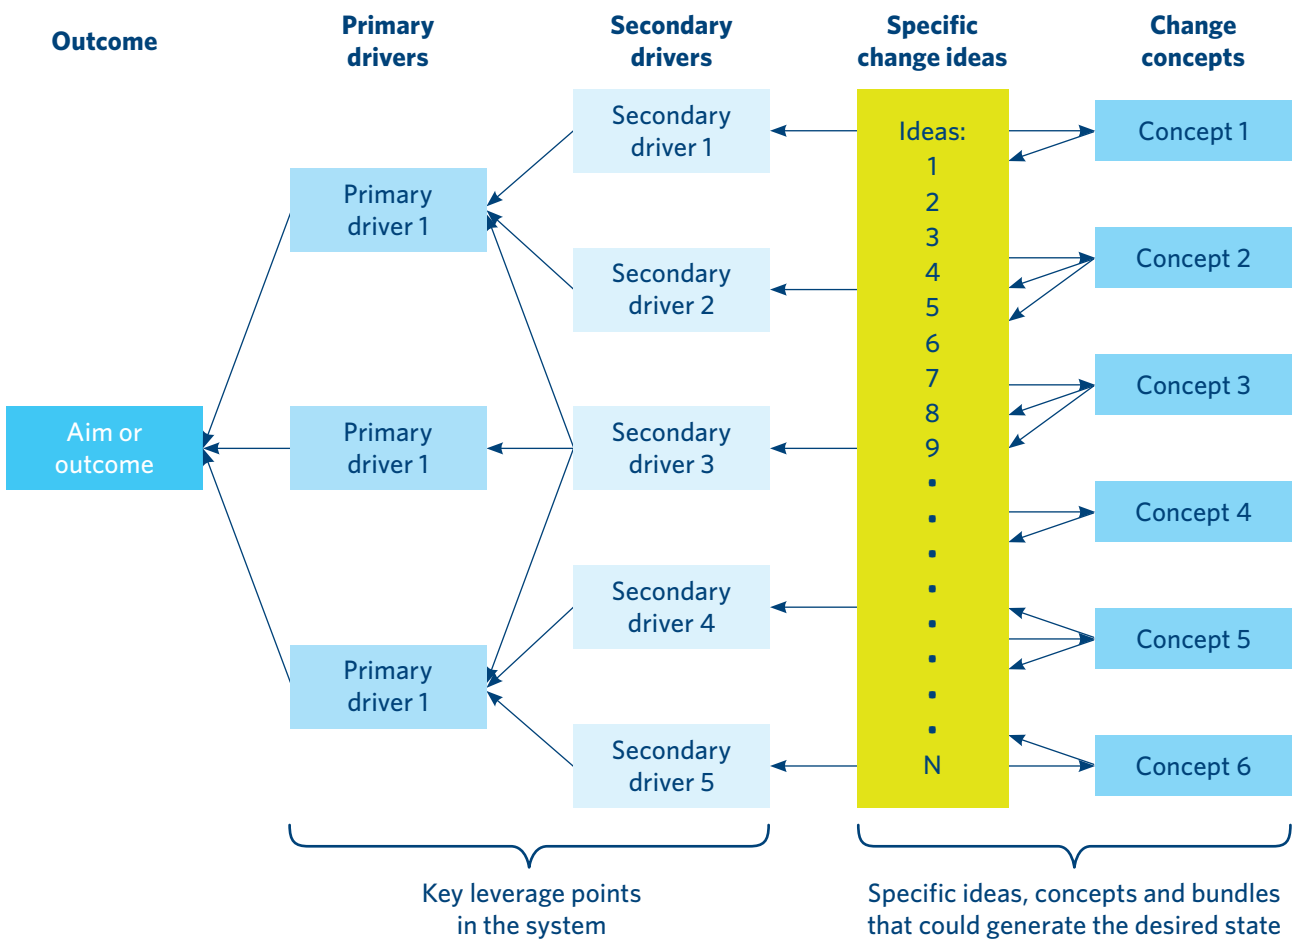 Outcome
Primary
drivers
Secondary
drivers
Specific
change ideas
Change
concepts
Aim or
outcome
Primary
driver 1
Primary
driver 1
Primary
driver 1
Secondary
driver 1
Secondary
driver 2
Secondary
driver 3
Secondary
driver 4
Secondary
driver 5
Ideas:
1
2
3
4
5
6
7
8
9
.
.
.
.
.
.
.
.
N
Concept 1
Concept 2
Concept 3
Concept 4
Concept 5
Concept 6
Key leverage points
in the system
Specific ideas, concepts and bundles
that could generate the desired state